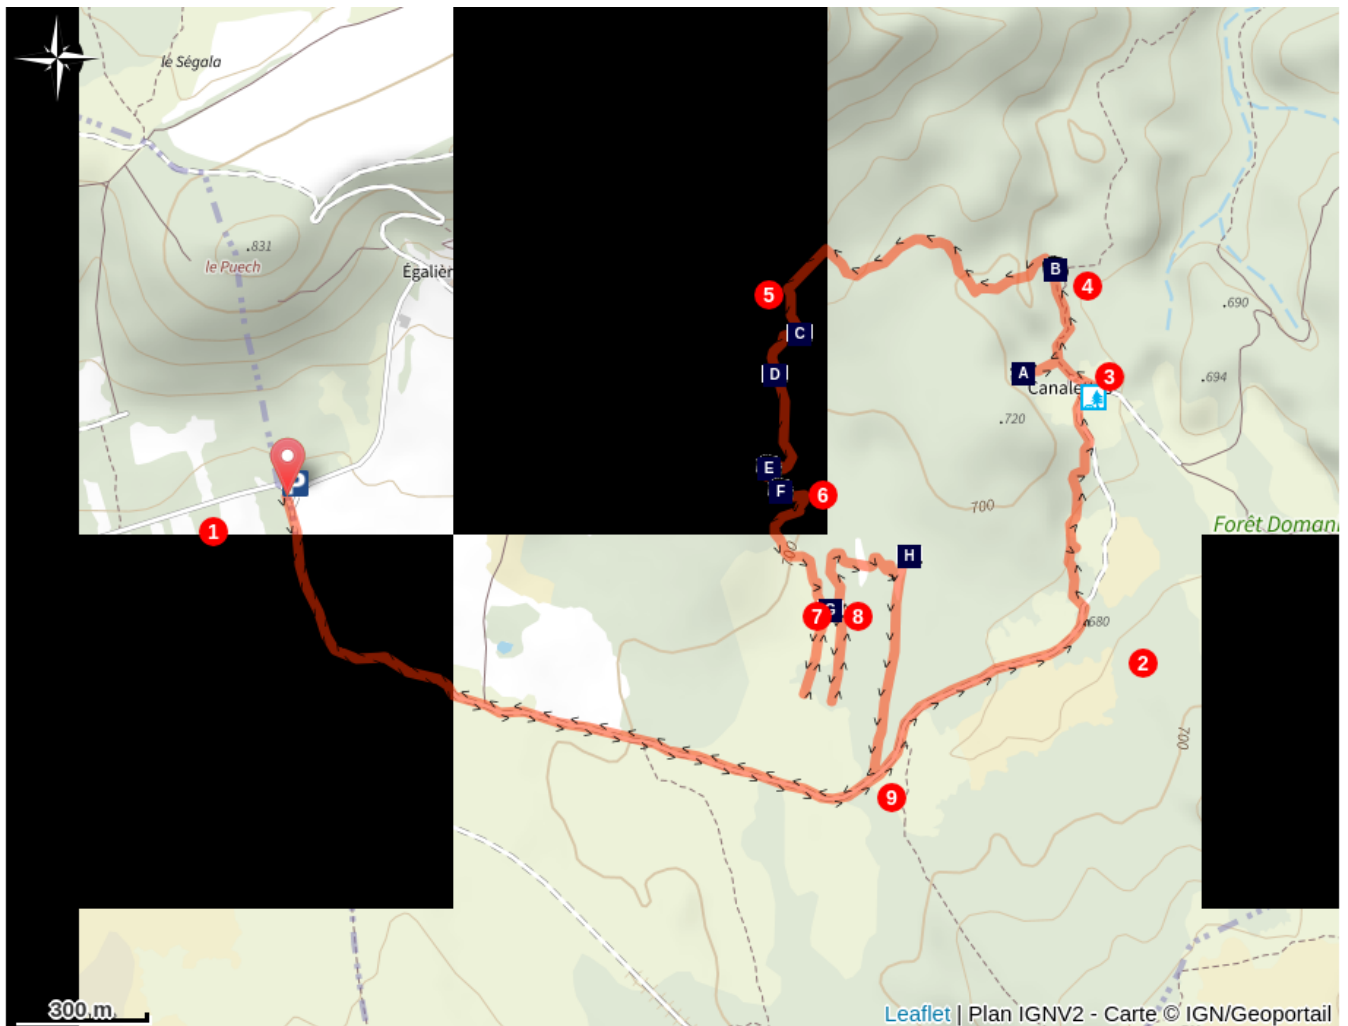 le Ségala
.831
le Puech
Égalièr
B
4
5
C
.690
D
A
3
Canale
.694
P
.720
E
F
6
700
1
Forêt Domani
H
7
G
8
680
2
700
9
300 m
Leaflet | Plan IGNV2 - Carte © IGN/Geoportail